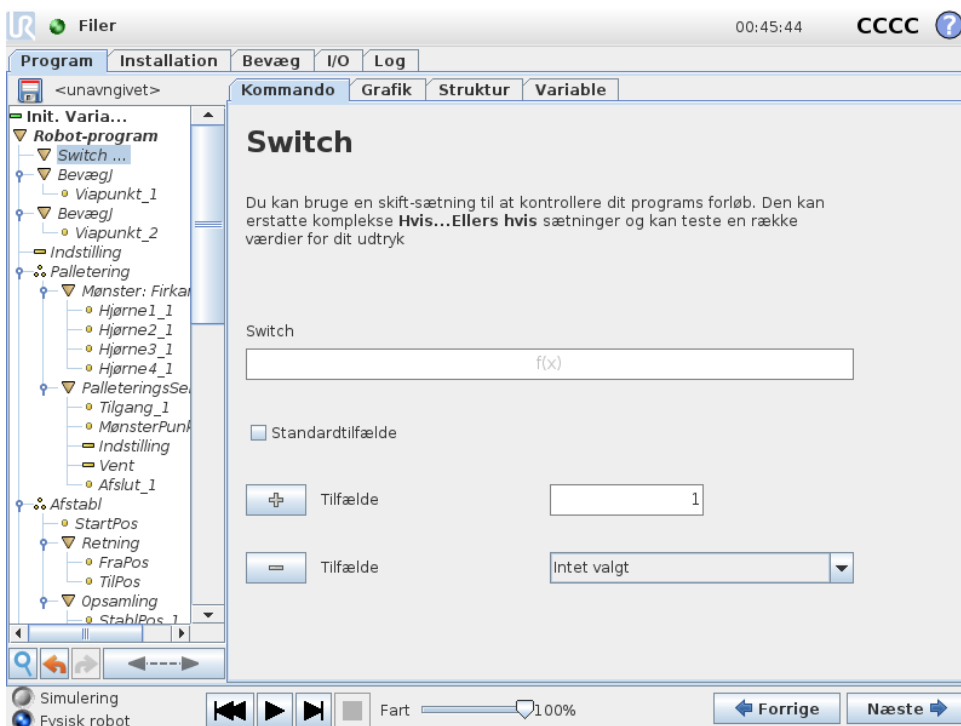 UR Filer 00:45:44 CCCC ?
Program Installation Bevæg I/O Log
<unavngivet>
Kommando Grafik Struktur Variable
Init. Varia...
Robot-program
Switch ...
BevægJ
Viapunkt_1
BevægJ
Viapunkt_2
Indstilling
Palletering
Mønster: Firkan
Hjørne1_1
Hjørne2_1
Hjørne3_1
Hjørne4_1
PalleteringsSe
Tilgang_1
MønsterPunk
Indstilling
Vent
Afslut_1
Afstabl
StartPos
Retning
FraPos
TilPos
Opsamling
StablPos_1
Switch
Du kan bruge en skift-sætning til at kontrollere dit programs forløb. Den kan
erstatte komplekse Hvis...Ellers hvis sætninger og kan teste en række
værdier for dit udtryk
Switch
f(x)
Standardtilfælde
Tilfælde 1
Tilfælde Intet valgt
Simulering
Fysisk robot
Fart 100%
Forrige Næste